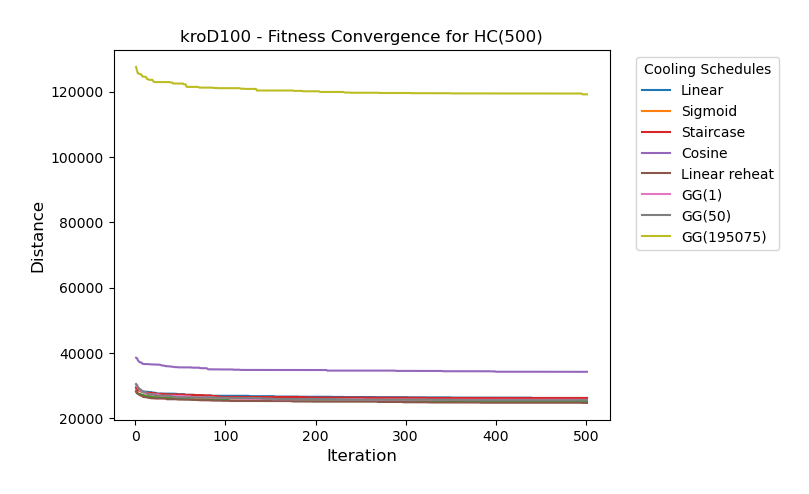 kroD100 - Fitness Convergence for HC(500)
Distance
120000
100000
80000
60000
40000
20000
0
100
200
300
400
500
Iteration
Cooling Schedules
Linear
Sigmoid
Staircase
Cosine
Linear reheat
GG(1)
GG(50)
GG(195075)